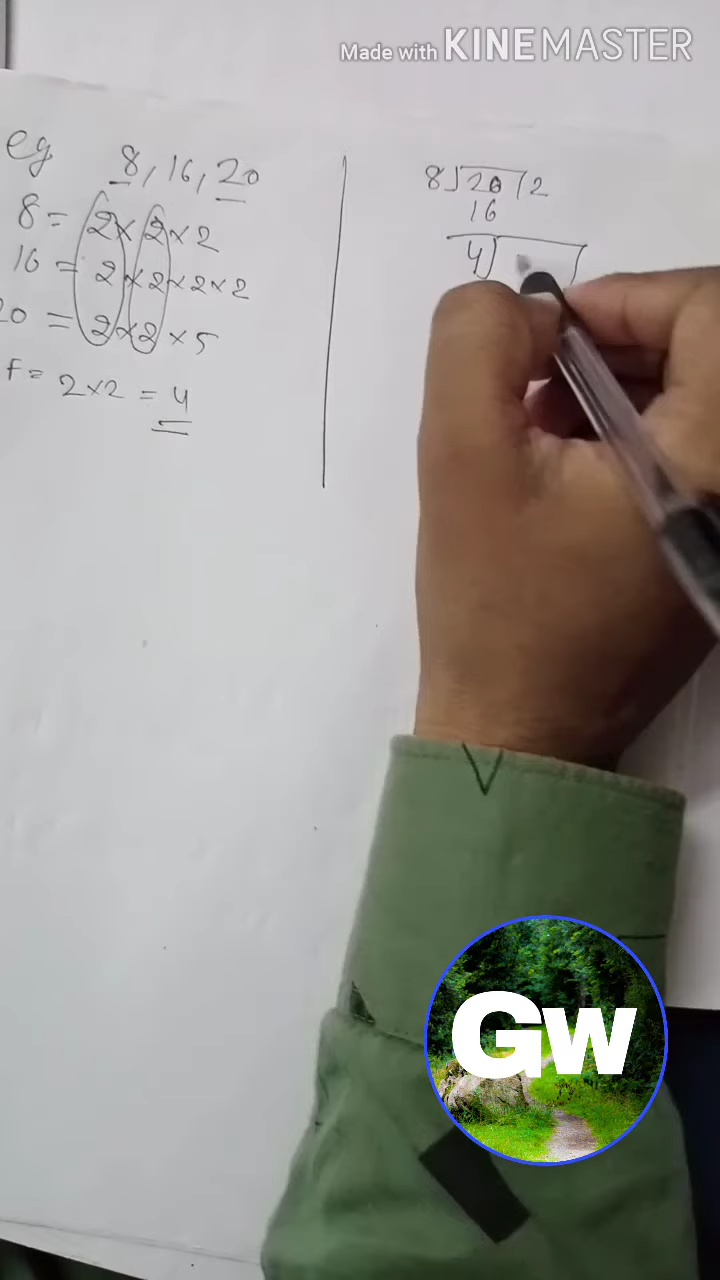 Made with KINEMASTER
eg 8, 16, 20
8 = 2 × 2 × 2
16 = 2 × 2 × 2 × 2
20 = 2 × 2 × 5
F = 2 × 2 = 4
8 ) 20 ( 2
16
4 )
GW